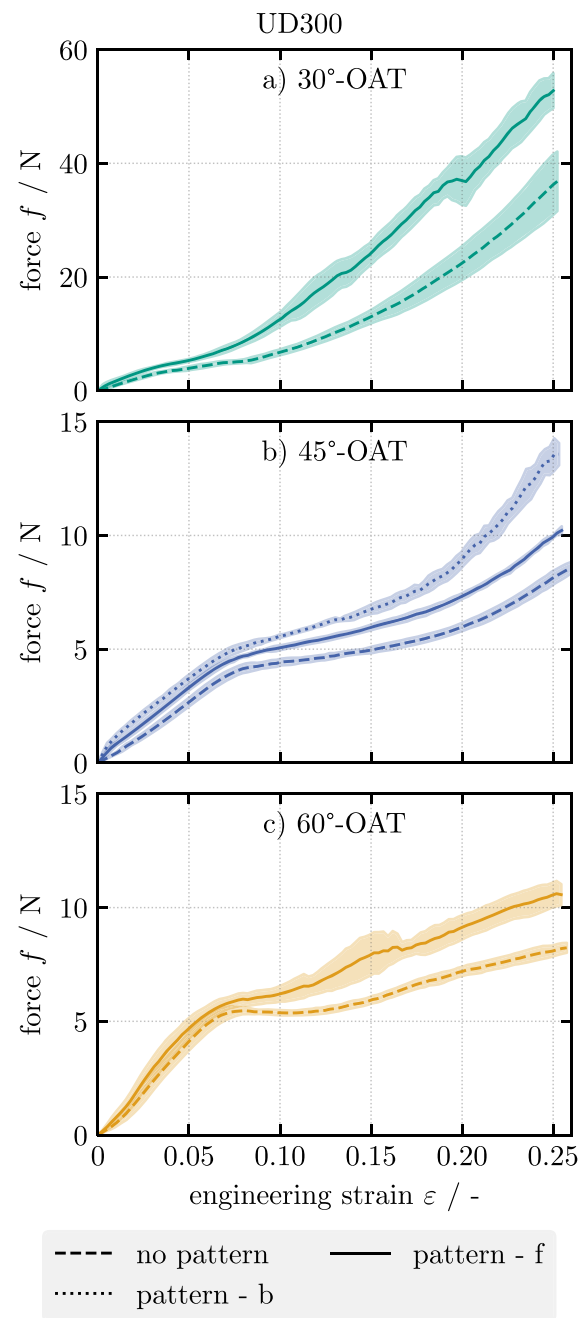 UD300
a) 30°-OAT
60
40
20
0
force f / N
b) 45°-OAT
15
10
5
0
force f / N
c) 60°-OAT
15
10
5
0
force f / N
0 0.05 0.10 0.15 0.20 0.25
engineering strain ε / -
no pattern pattern - f
pattern - b